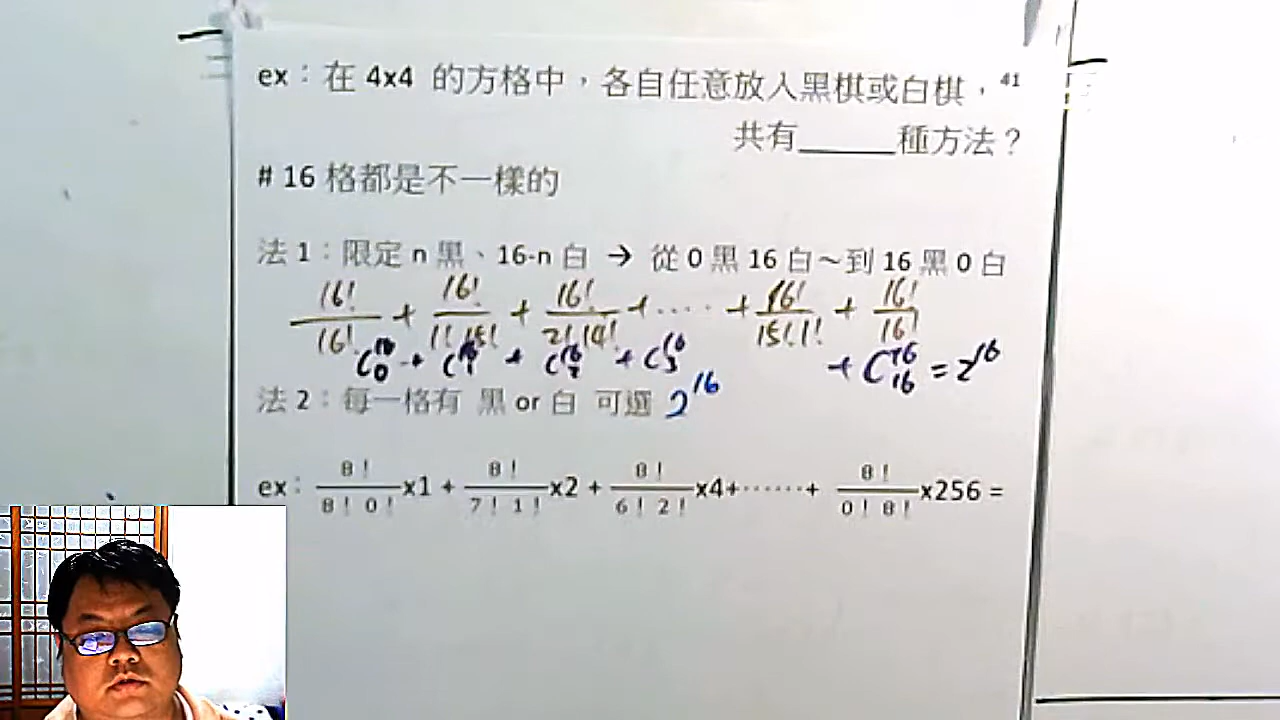 ex：在 4x4 的方格中，各自任意放入黑棋或白棋， 41
共有_____種方法？
# 16 格都是不一樣的
法 1：限定 n 黑、16-n 白 → 從 0 黑 16 白～到 16 黑 0 白
16!/16! + 16!/1!15! + 16!/2!14! + ‥‥ + 16!/15!1! + 16!/16!
C₀¹⁶ + C₁¹⁶ + C₂¹⁶ + C₃¹⁶ + C₁₆¹⁶ = 2¹⁶
法 2：每一格有 黑 or 白 可選 2¹⁶
ex： 8！/8！0！x1 + 8！/7！1！x2 + 8！/6！2！x4+……+ 8！/0！8！x256 =